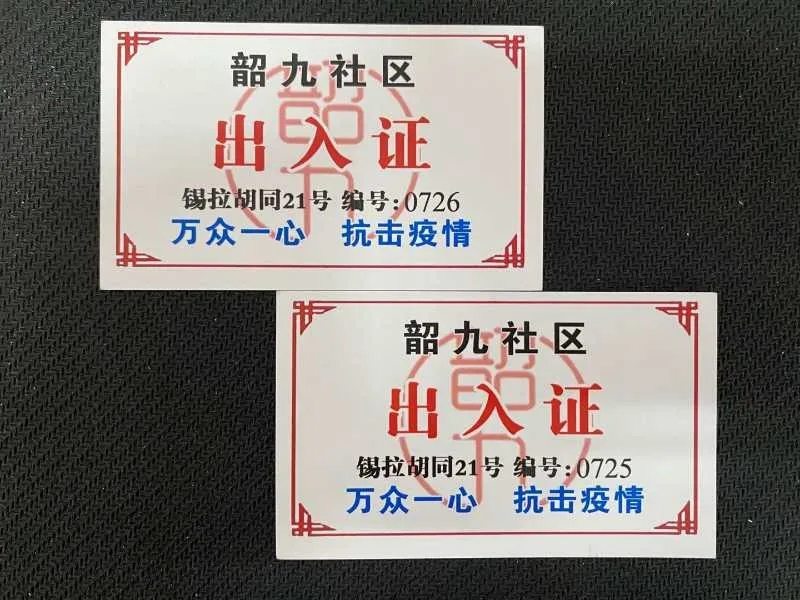 韶九社区
出入证
锡拉胡同21号 编号:0726
万众一心 抗击疫情
韶九社区
出入证
锡拉胡同21号 编号:0725
万众一心 抗击疫情